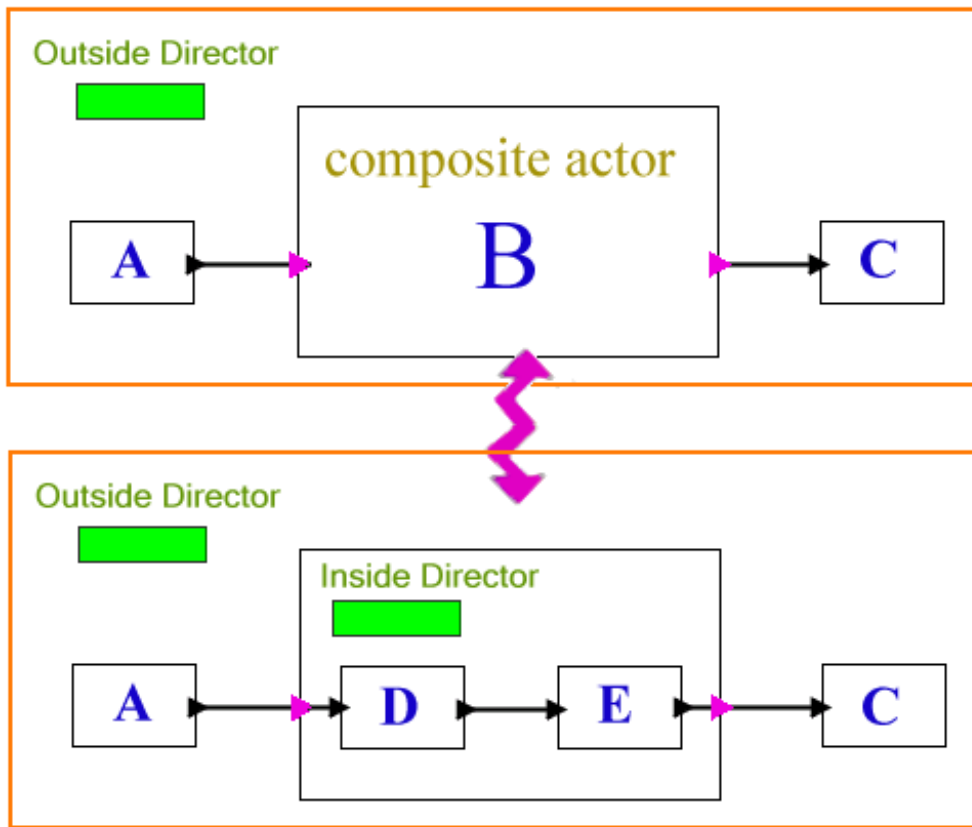 Outside Director
composite actor
A
B
C
Outside Director
Inside Director
A
D
E
C